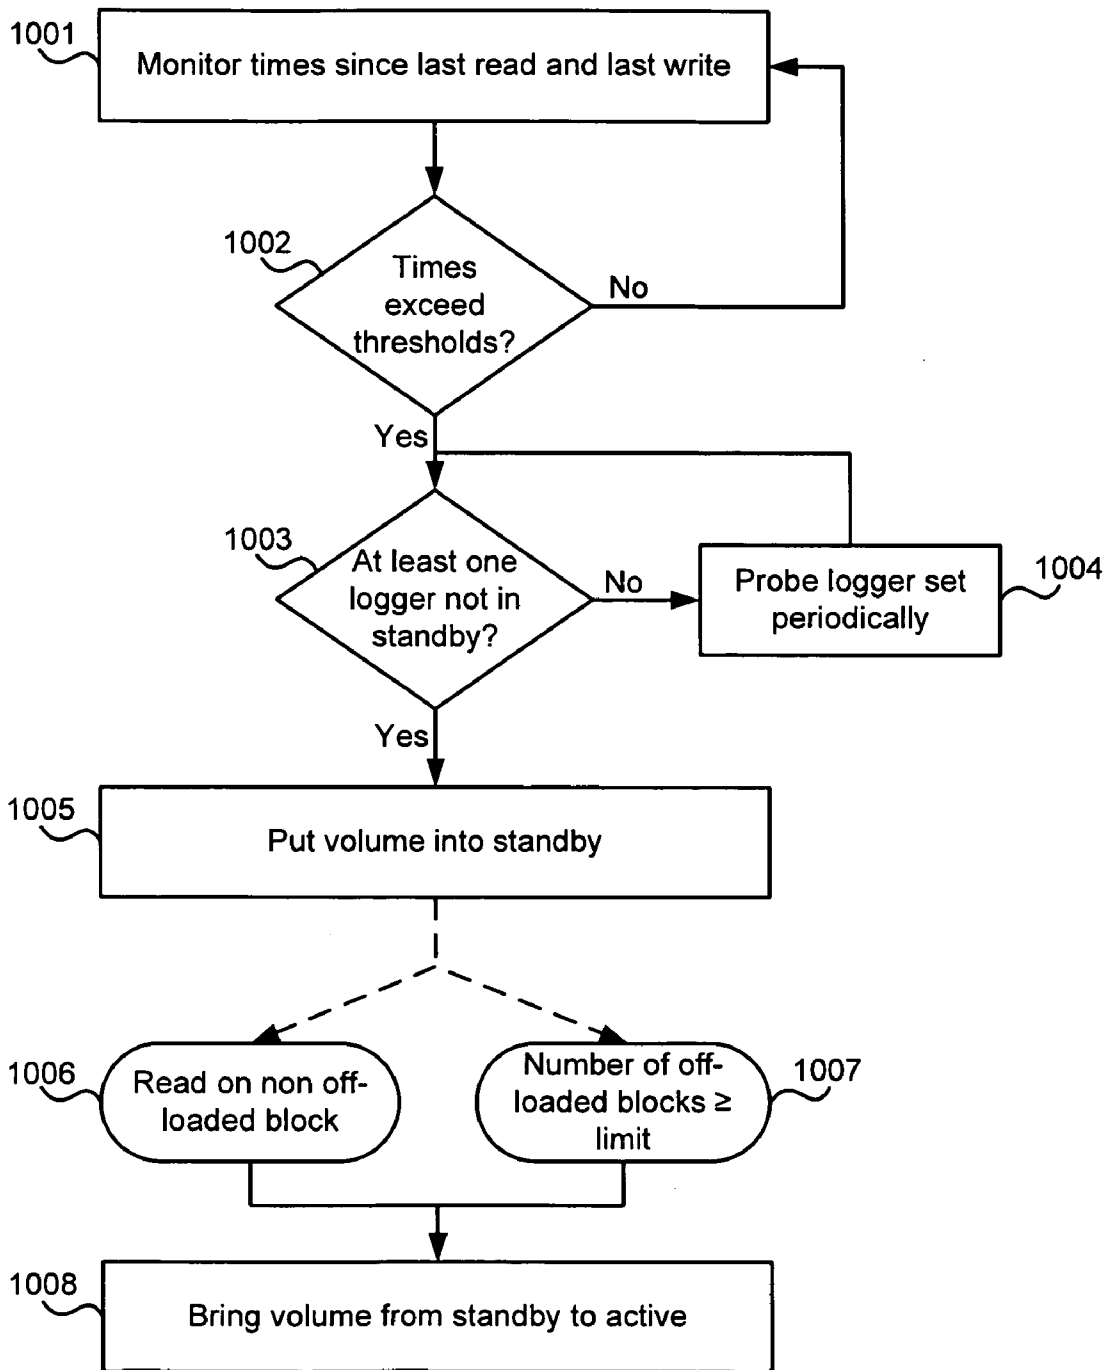 1001
Monitor times since last read and last write
1002
Times
exceed
thresholds?
No
Yes
1003
At least one
logger not in
standby?
No
Probe logger set
periodically
1004
Yes
1005
Put volume into standby
1006
Read on non off-
loaded block
Number of off-
loaded blocks ≥
limit
1007
1008
Bring volume from standby to active